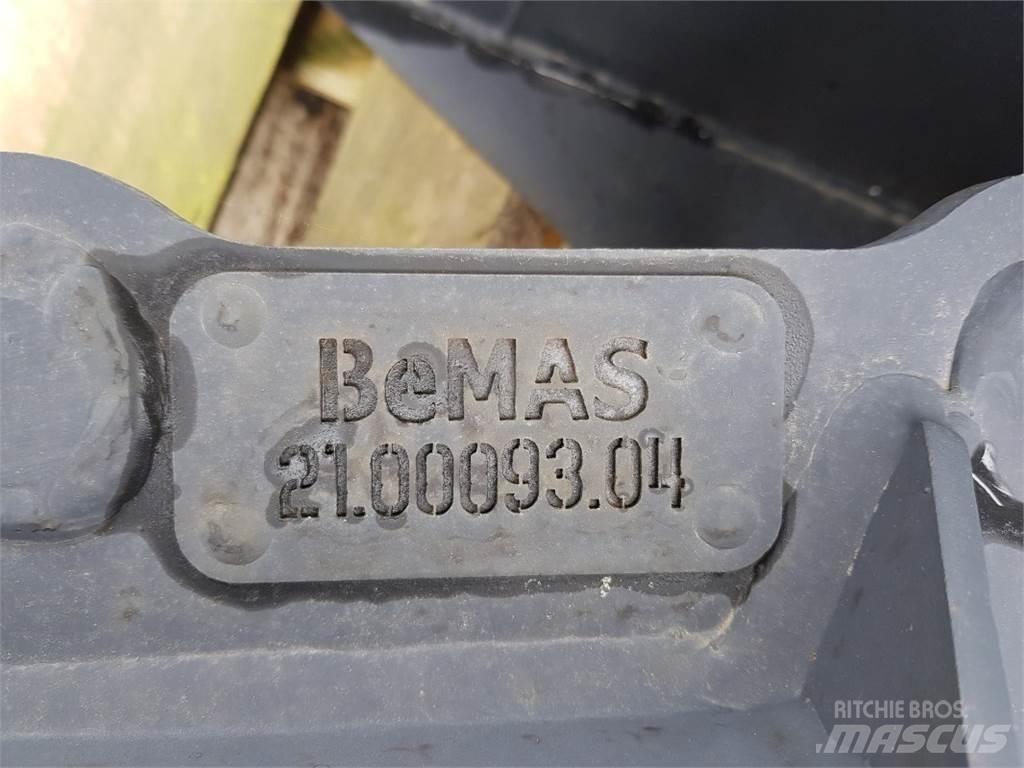 BeMAS
21.00093.04
RITCHIE BROS.
MASCUS